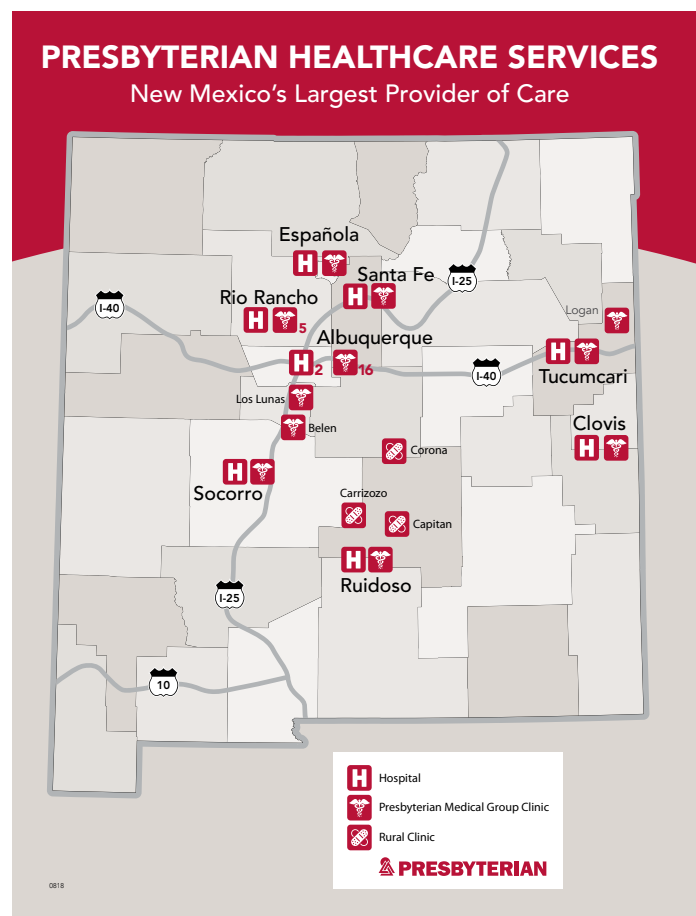 PRESBYTERIAN HEALTHCARE SERVICES
New Mexico’s Largest Provider of Care
Española
H
Santa Fe
H
I-25
Rio Rancho
H 5
I-40
Logan
Albuquerque
H 2 16
H
Tucumcari
I-40
Los Lunas
Belen
Clovis
H
Corona
H
Socorro
Carrizozo
Capitan
H
Ruidoso
I-25
10
H Hospital
Presbyterian Medical Group Clinic
Rural Clinic
PRESBYTERIAN
0818